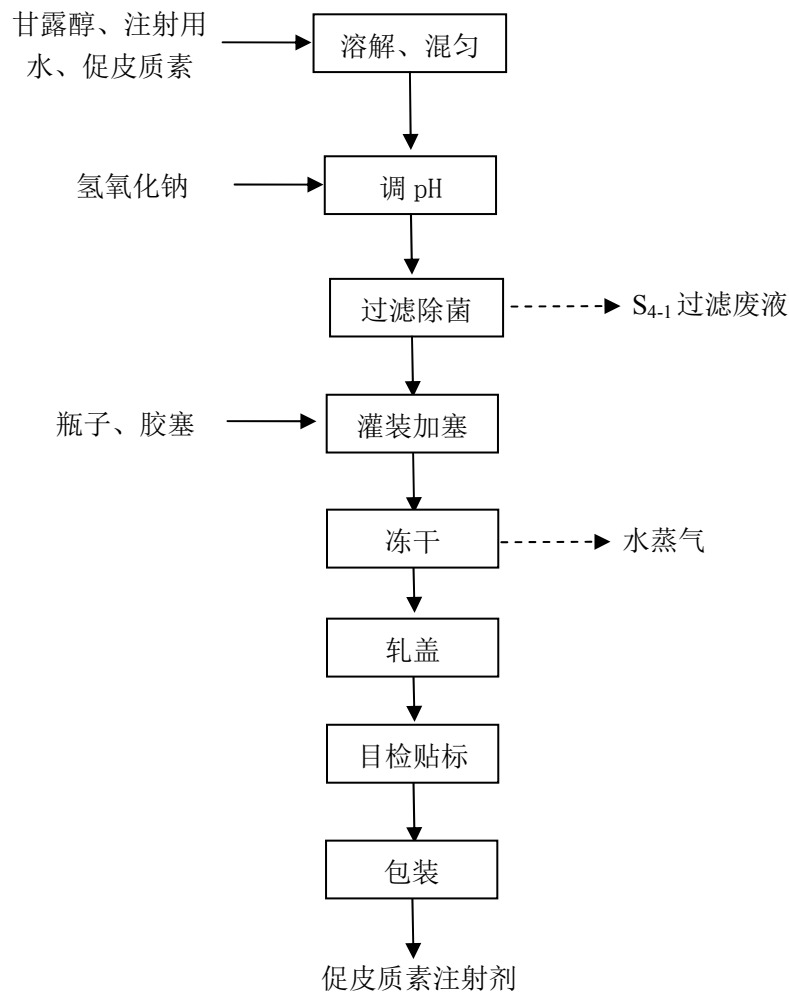 甘露醇、注射用
水、促皮质素
溶解、混匀
氢氧化钠
调 pH
过滤除菌
S4-1 过滤废液
瓶子、胶塞
灌装加塞
冻干
水蒸气
轧盖
目检贴标
包装
促皮质素注射剂